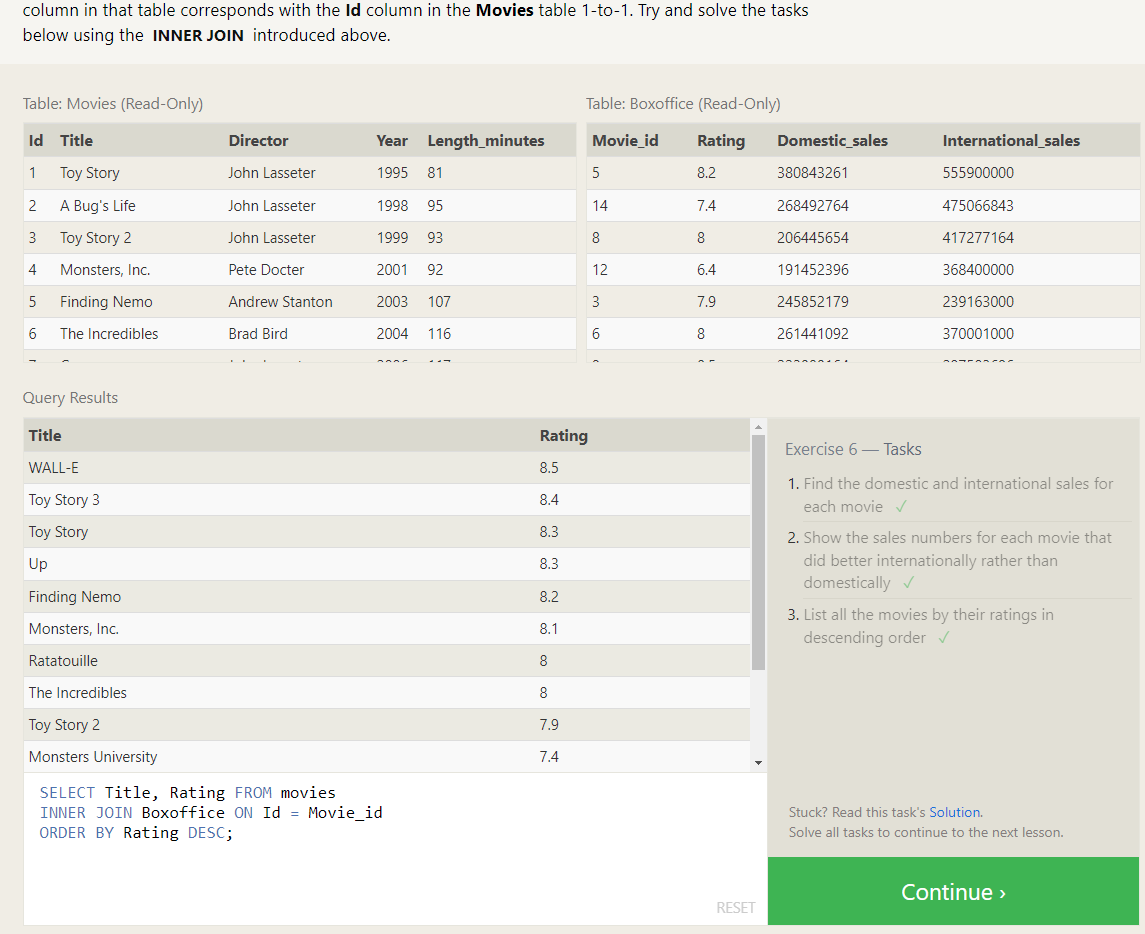 column in that table corresponds with the Id column in the Movies table 1-to-1. Try and solve the tasks
below using the INNER JOIN introduced above.
Table: Movies (Read-Only)
Id Title Director Year Length_minutes
1 Toy Story John Lasseter 1995 81
2 A Bug's Life John Lasseter 1998 95
3 Toy Story 2 John Lasseter 1999 93
4 Monsters, Inc. Pete Docter 2001 92
5 Finding Nemo Andrew Stanton 2003 107
6 The Incredibles Brad Bird 2004 116
Table: Boxoffice (Read-Only)
Movie_id Rating Domestic_sales International_sales
5 8.2 380843261 555900000
14 7.4 268492764 475066843
8 8 206445654 417277164
12 6.4 191452396 368400000
3 7.9 245852179 239163000
6 8 261441092 370001000
Query Results
Title Rating
WALL-E 8.5
Toy Story 3 8.4
Toy Story 8.3
Up 8.3
Finding Nemo 8.2
Monsters, Inc. 8.1
Ratatouille 8
The Incredibles 8
Toy Story 2 7.9
Monsters University 7.4
SELECT Title, Rating FROM movies
INNER JOIN Boxoffice ON Id = Movie_id
ORDER BY Rating DESC;
RESET
Exercise 6 — Tasks
1. Find the domestic and international sales for
each movie ✓
2. Show the sales numbers for each movie that
did better internationally rather than
domestically ✓
3. List all the movies by their ratings in
descending order ✓
Stuck? Read this task's Solution.
Solve all tasks to continue to the next lesson.
Continue ›